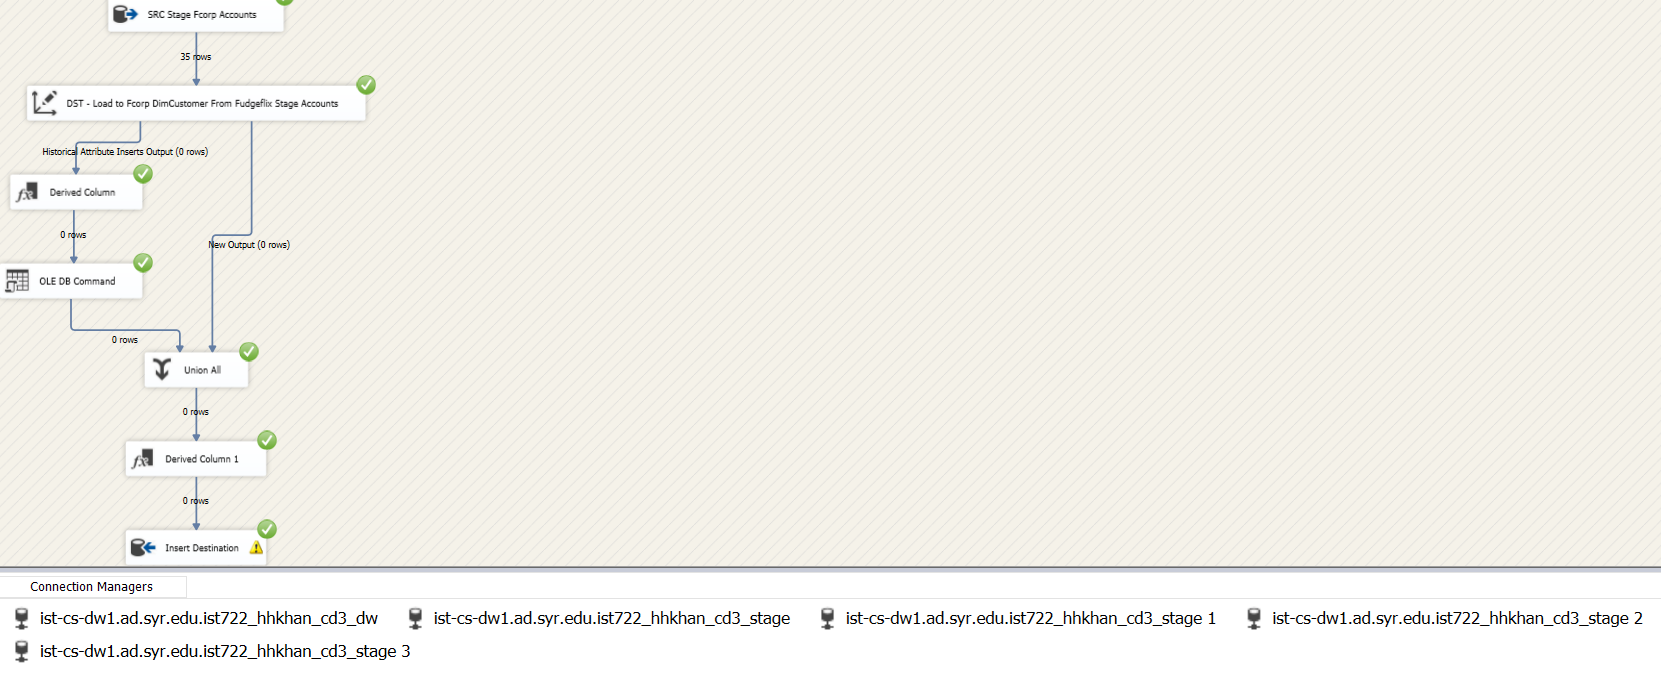 SRC Stage Fcorp Accounts
35 rows
DST - Load to Fcorp DimCustomer From Fudgeflix Stage Accounts
Historical Attribute Inserts Output (0 rows)
Derived Column
0 rows
New Output (0 rows)
OLE DB Command
0 rows
Union All
0 rows
Derived Column 1
0 rows
Insert Destination
Connection Managers
ist-cs-dw1.ad.syr.edu.ist722_hhkhan_cd3_dw
ist-cs-dw1.ad.syr.edu.ist722_hhkhan_cd3_stage
ist-cs-dw1.ad.syr.edu.ist722_hhkhan_cd3_stage 1
ist-cs-dw1.ad.syr.edu.ist722_hhkhan_cd3_stage 2
ist-cs-dw1.ad.syr.edu.ist722_hhkhan_cd3_stage 3